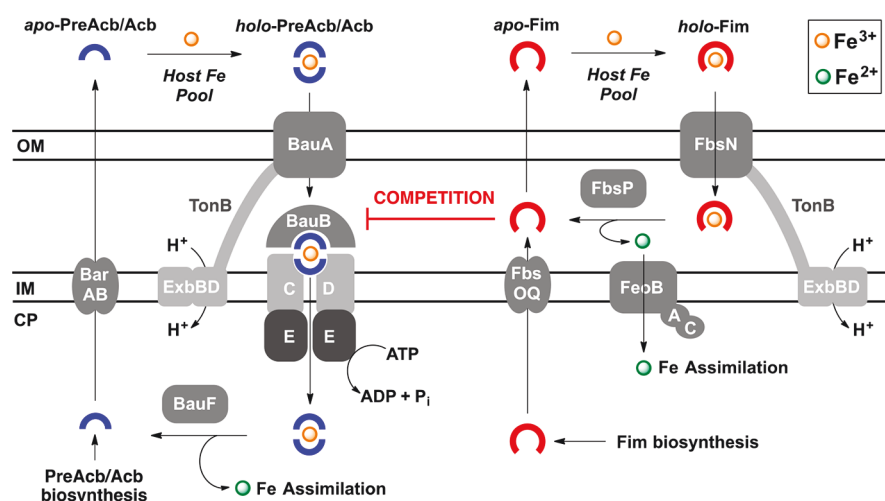 apo-PreAcb/Acb
holo-PreAcb/Acb
apo-Fim
holo-Fim
Fe3+
Fe2+
Host Fe
Pool
Host Fe
Pool
OM
BauA
FbsN
TonB
FbsP
TonB
COMPETITION
BauB
H+
H+
Bar
AB
ExbBD
C
D
Fbs
OQ
FeoB
ExbBD
IM
CP
H+
H+
A
C
E
E
ATP
ADP + Pi
Fe Assimilation
BauF
Fim biosynthesis
PreAcb/Acb
biosynthesis
Fe Assimilation